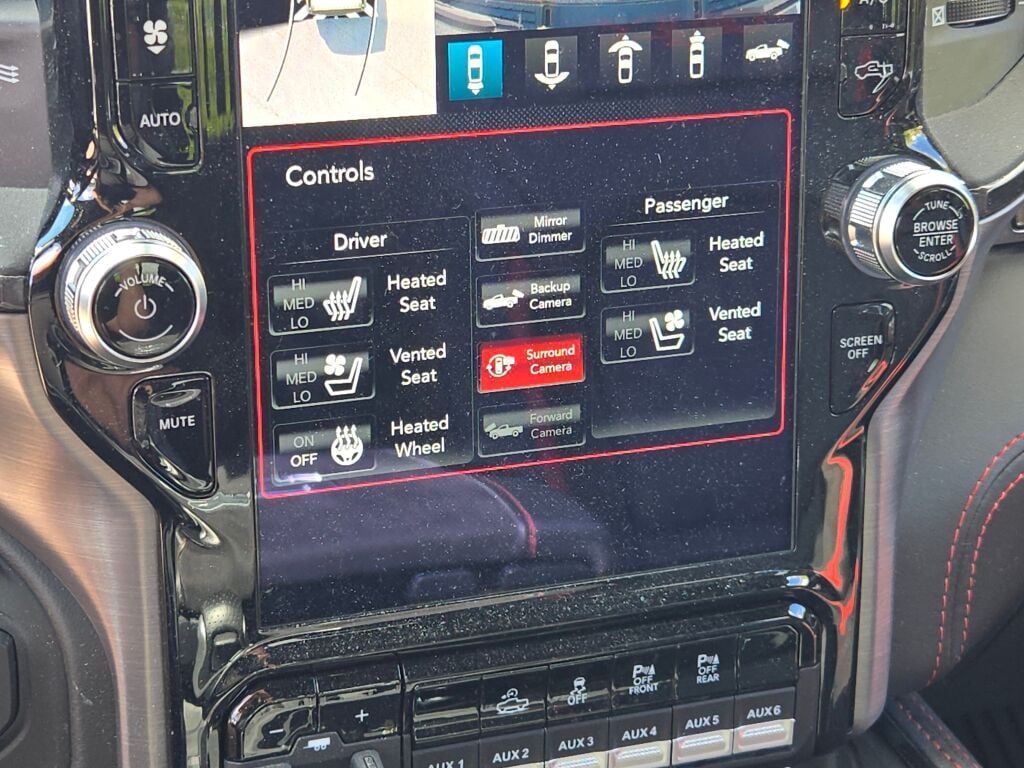 AUTO
A/C
Controls
Driver
HI
MED
LO
Heated
Seat
HI
MED
LO
Vented
Seat
ON
OFF
Heated
Wheel
Mirror
Dimmer
Backup
Camera
Surround
Camera
Forward
Camera
Passenger
HI
MED
LO
Heated
Seat
HI
MED
LO
Vented
Seat
VOLUME
MUTE
TUNE
BROWSE
ENTER
SCROLL
SCREEN
OFF
- +
OFF
P
OFF
FRONT
P
OFF
REAR
AUX 1
AUX 2
AUX 3
AUX 4
AUX 5
AUX 6